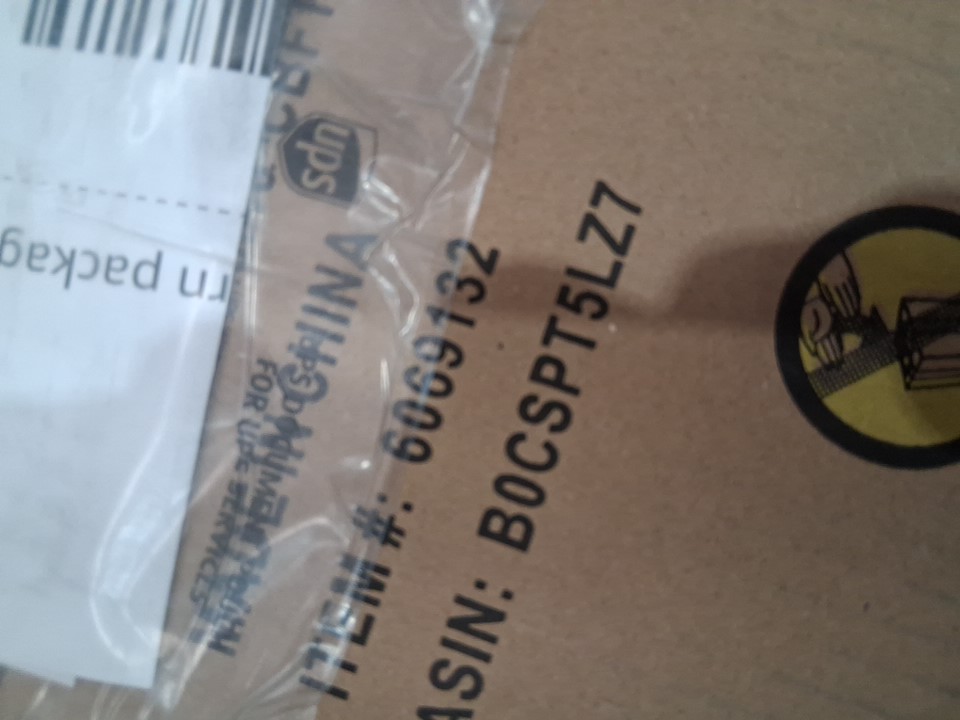 CHINA
ITEM #: 6069132
ASIN: B0CSPT5LZ7
ups
FOR UPS SERVICES
rn packag